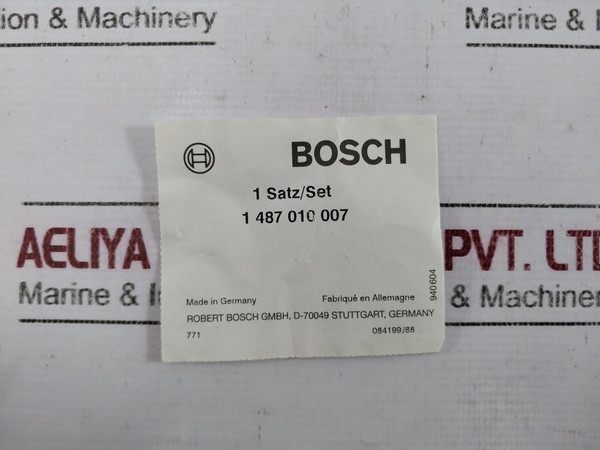 ion & Machinery
Marine &
BOSCH
1 Satz/Set
1 487 010 007
AELIYA
PVT. LTD
Marine &
& Machiner
Made in Germany
Fabriqué en Allemagne
940604
ROBERT BOSCH GMBH, D-70049 STUTTGART, GERMANY
771
084199/88